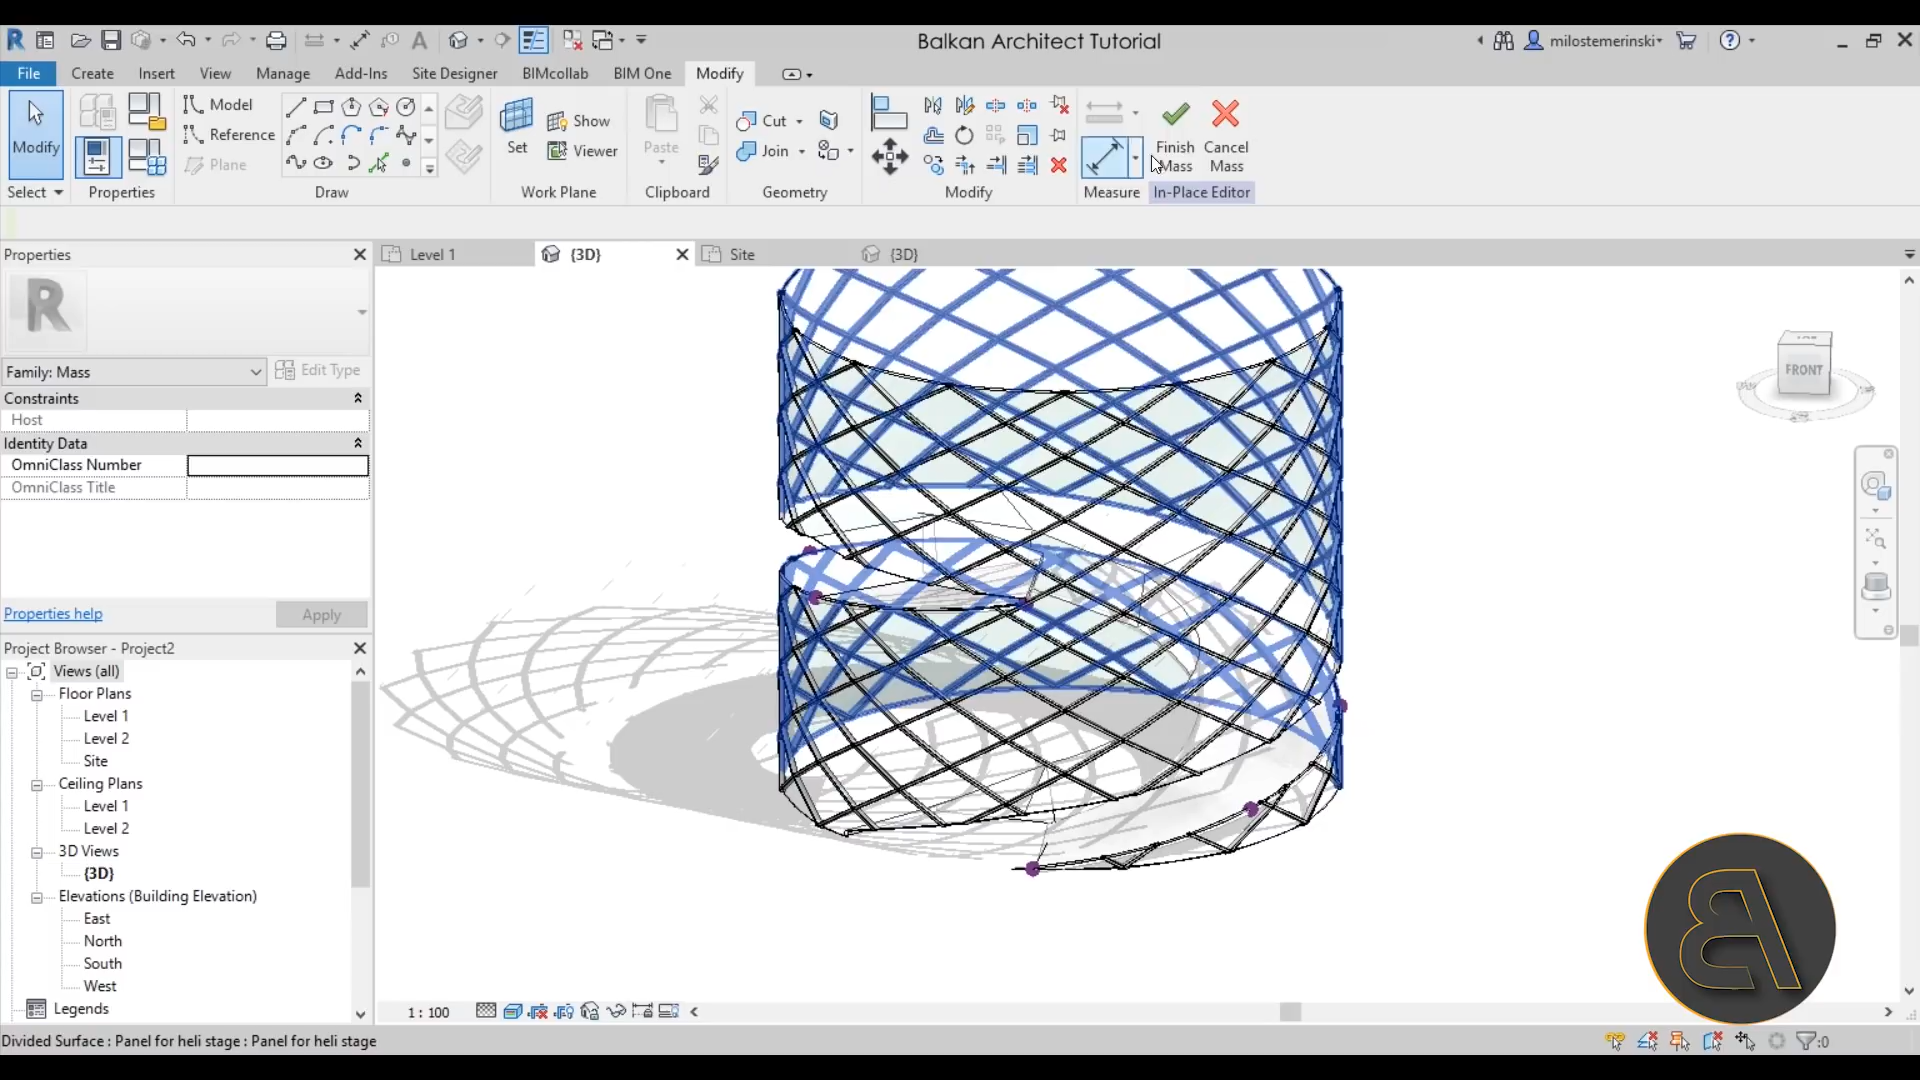 Balkan Architect Tutorial
milostemerinski
File
Create
Insert
View
Manage
Add-Ins
Site Designer
BIMcollab
BIM One
Modify
Modify
Select
Properties
Model
Reference
Plane
Draw
Set
Show
Viewer
Work Plane
Paste
Clipboard
Cut
Join
Geometry
Modify
Measure
Finish
Mass
Cancel
Mass
In-Place Editor
Properties
Level 1
{3D}
Site
{3D}
R
Family: Mass
Edit Type
Constraints
Host
Identity Data
OmniClass Number
OmniClass Title
Properties help
Apply
Project Browser - Project2
Views (all)
Floor Plans
Level 1
Level 2
Site
Ceiling Plans
Level 1
Level 2
3D Views
{3D}
Elevations (Building Elevation)
East
North
South
West
Legends
FRONT
1 : 100
Divided Surface : Panel for heli stage : Panel for heli stage
:0